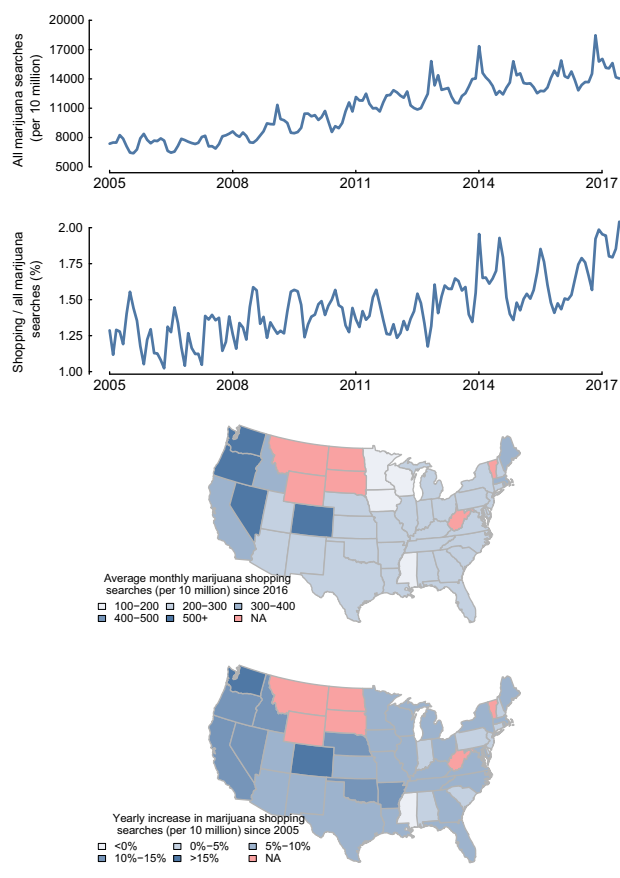 All marijuana searches
(per 10 million)
20000
17000
14000
11000
8000
5000
2005 2008 2011 2014 2017
Shopping / all marijuana
searches (%)
2.00
1.75
1.50
1.25
1.00
2005 2008 2011 2014 2017
Average monthly marijuana shopping
searches (per 10 million) since 2016
100−200 200−300 300−400
400−500 500+ NA
Yearly increase in marijuana shopping
searches (per 10 million) since 2005
<0% 0%−5% 5%−10%
10%−15% >15% NA